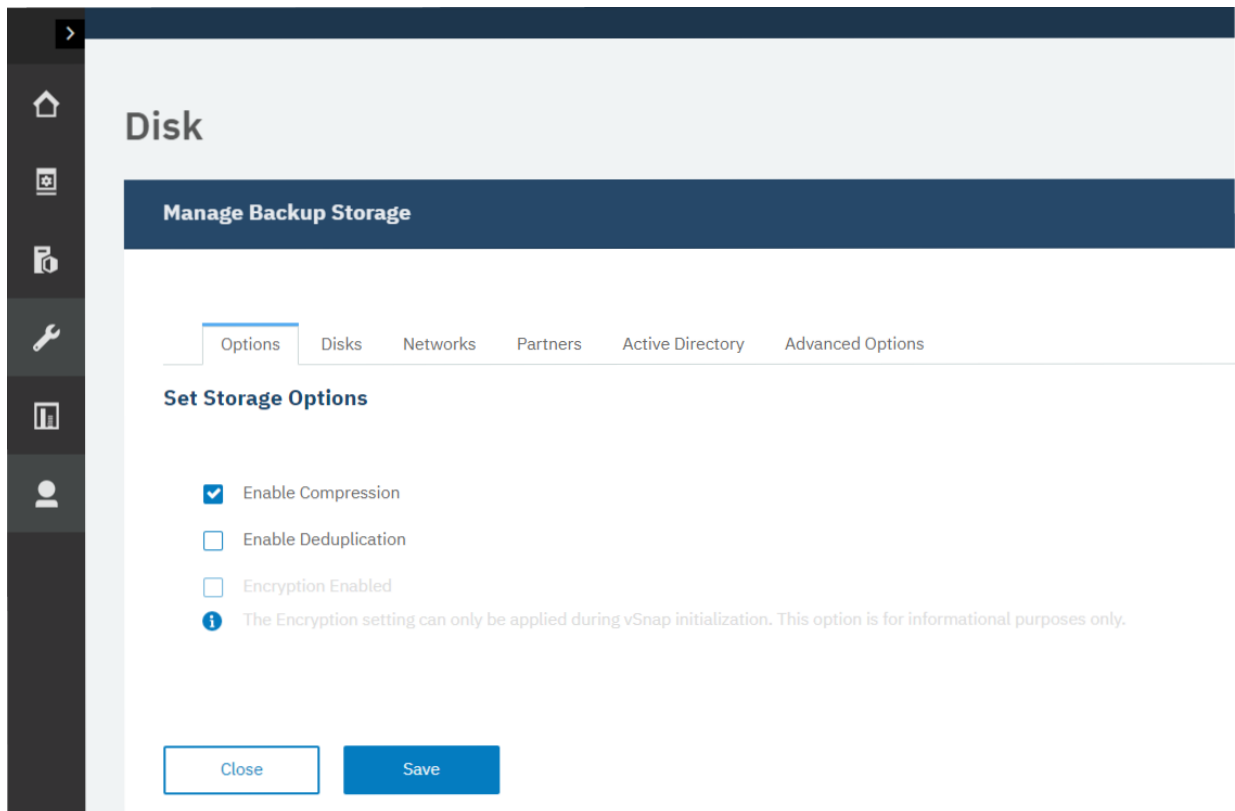 Disk
Manage Backup Storage
Options Disks Networks Partners Active Directory Advanced Options
Set Storage Options
Enable Compression
Enable Deduplication
Encryption Enabled
The Encryption setting can only be applied during vSnap initialization. This option is for informational purposes only.
Close Save